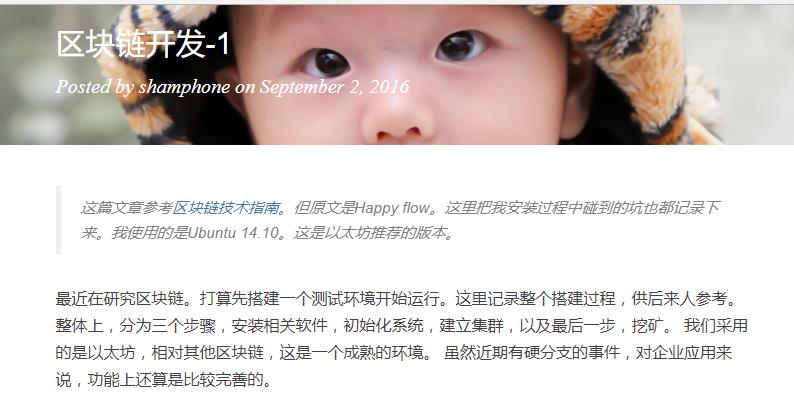 区块链开发-1
Posted by shamphone on September 2, 2016
这篇文章参考区块链技术指南。但原文是Happy flow。这里把我安装过程中碰到的坑也都记录下
来。我使用的是Ubuntu 14.10。这是以太坊推荐的版本。
最近在研究区块链。打算先搭建一个测试环境开始运行。这里记录整个搭建过程，供后来人参考。
整体上，分为三个步骤，安装相关软件，初始化系统，建立集群，以及最后一步，挖矿。 我们采用
的是以太坊，相对其他区块链，这是一个成熟的环境。 虽然近期有硬分支的事件，对企业应用来
说，功能上还算是比较完善的。